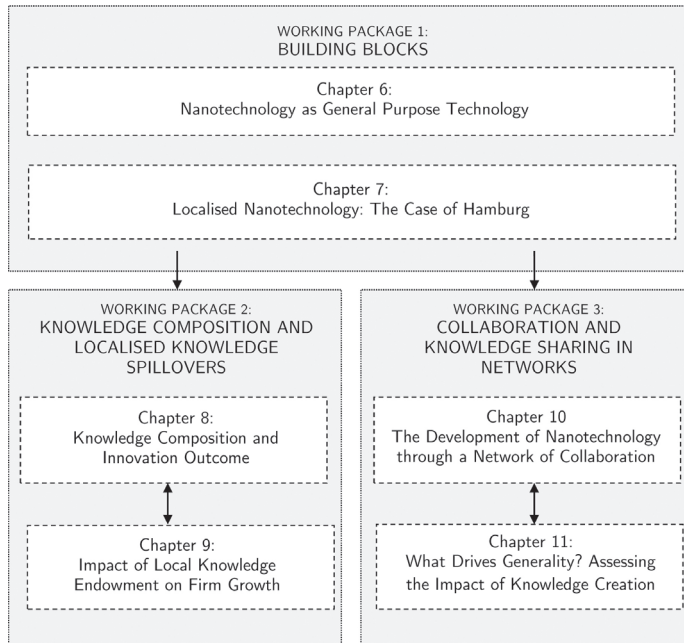 WORKING PACKAGE 1:
BUILDING BLOCKS
Chapter 6:
Nanotechnology as General Purpose Technology
Chapter 7:
Localised Nanotechnology: The Case of Hamburg
WORKING PACKAGE 2:
KNOWLEDGE COMPOSITION AND
LOCALISED KNOWLEDGE
SPILLOVERS
Chapter 8:
Knowledge Composition and
Innovation Outcome
Chapter 9:
Impact of Local Knowledge
Endowment on Firm Growth
WORKING PACKAGE 3:
COLLABORATION AND
KNOWLEDGE SHARING IN
NETWORKS
Chapter 10
The Development of Nanotechnology
through a Network of Collaboration
Chapter 11:
What Drives Generality? Assessing
the Impact of Knowledge Creation